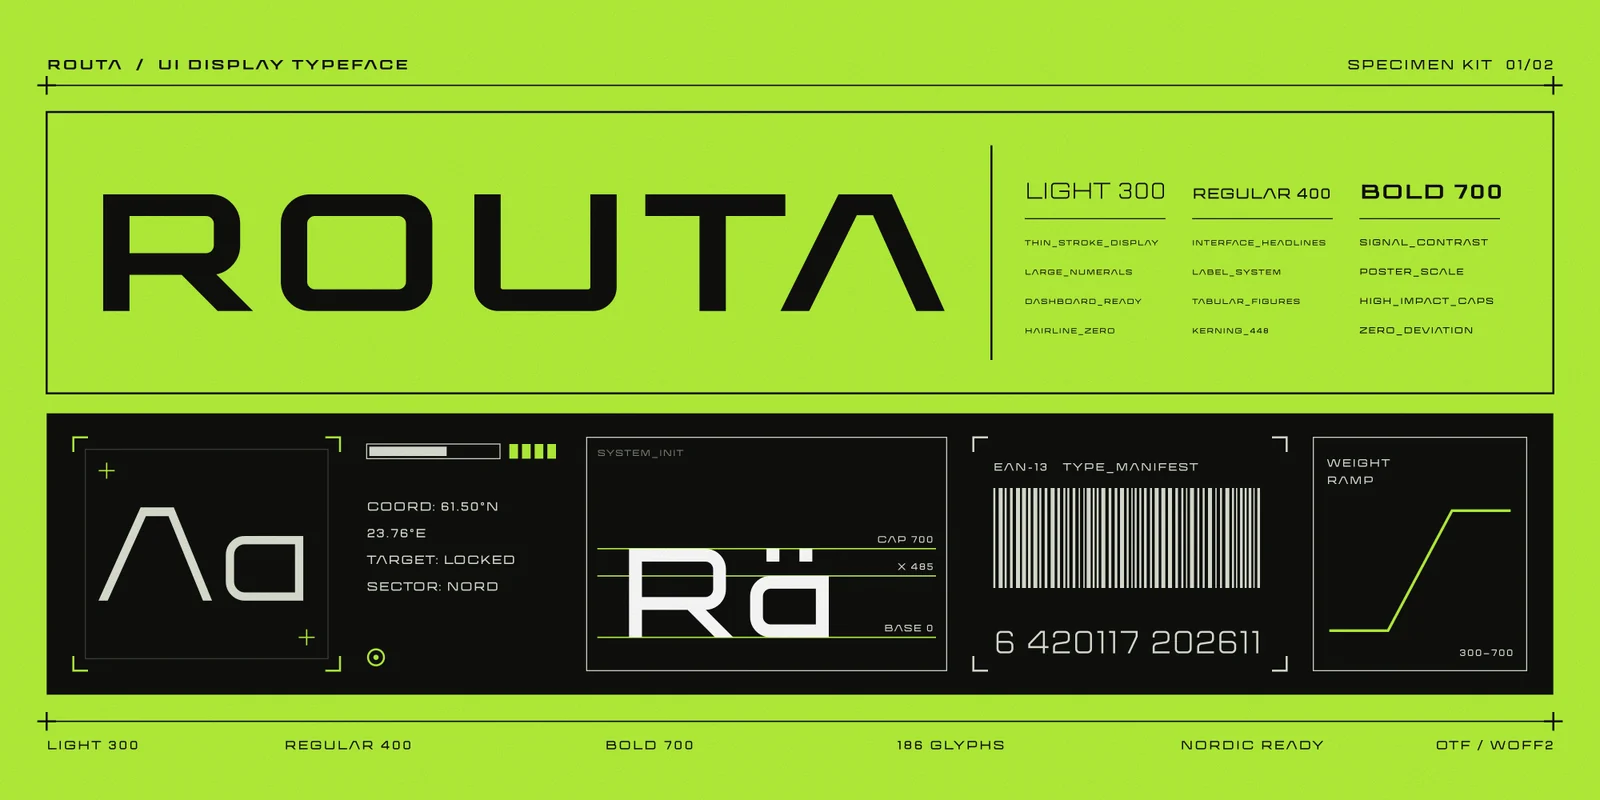 ROUTA / UI DISPLAY TYPEFACE
SPECIMEN KIT 01/02
ROUTA
LIGHT 300
THIN_STROKE_DISPLAY
LARGE_NUMERALS
DASHBOARD_READY
HAIRLINE_ZERO
REGULAR 400
INTERFACE_HEADLINES
LABEL_SYSTEM
TABULAR_FIGURES
KERNING_448
BOLD 700
SIGNAL_CONTRAST
POSTER_SCALE
HIGH_IMPACT_CAPS
ZERO_DEVIATION
Aa
COORD: 61.50°N
23.76°E
TARGET: LOCKED
SECTOR: NORD
SYSTEM_INIT
CAP 700
X 485
Rä
BASE 0
EAN-13 TYPE_MANIFEST
6 420117 202611
WEIGHT
RAMP
300–700
LIGHT 300
REGULAR 400
BOLD 700
186 GLYPHS
NORDIC READY
OTF / WOFF2